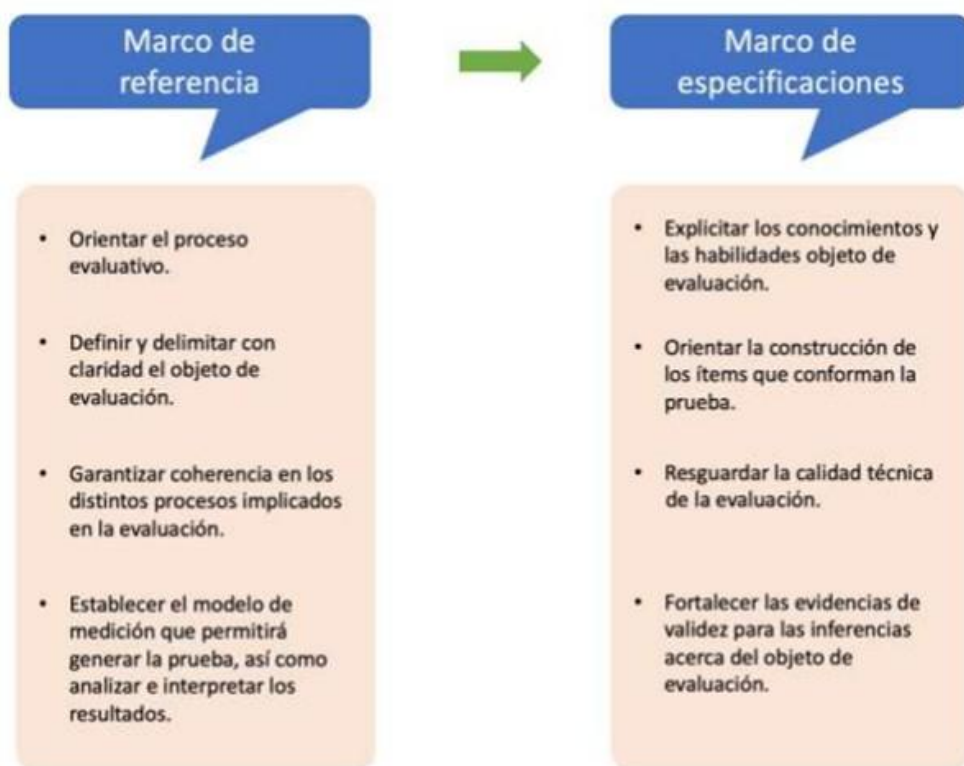 Marco de
referencia
• Orientar el proceso
evaluativo.
• Definir y delimitar con
claridad el objeto de
evaluación.
• Garantizar coherencia en los
distintos procesos implicados
en la evaluación.
• Establecer el modelo de
medición que permitirá
generar la prueba, así como
analizar e interpretar los
resultados.
Marco de
especificaciones
• Explicitar los conocimientos y
las habilidades objeto de
evaluación.
• Orientar la construcción de
los ítems que conforman la
prueba.
• Resguardar la calidad técnica
de la evaluación.
• Fortalecer las evidencias de
validez para las inferencias
acerca del objeto de
evaluación.